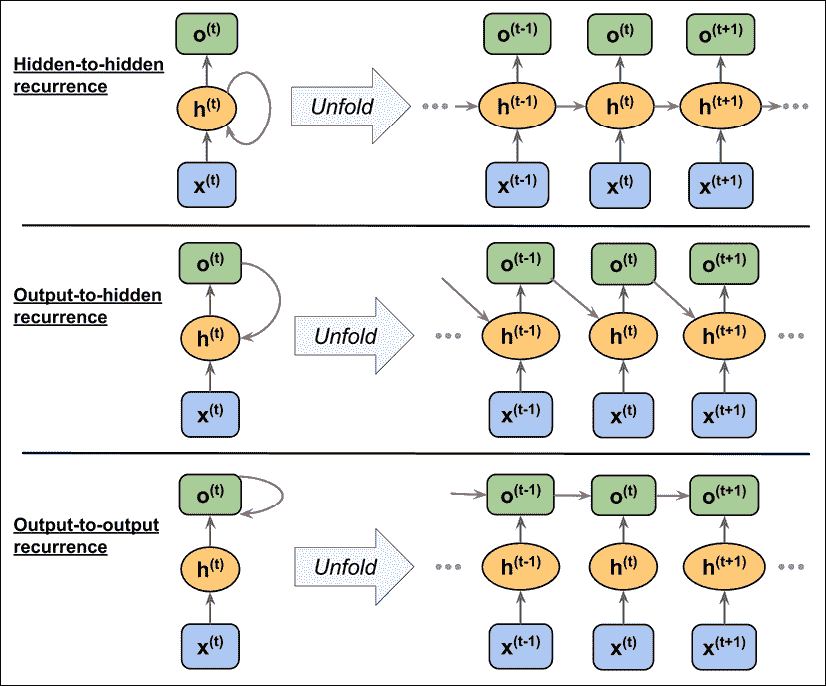 o(t) o(t-1) o(t) o(t+1)
Hidden-to-hidden
recurrence
h(t) Unfold h(t-1) h(t) h(t+1)
x(t) x(t-1) x(t) x(t+1)
o(t) o(t-1) o(t) o(t+1)
Output-to-hidden
recurrence
h(t) Unfold h(t-1) h(t) h(t+1)
x(t) x(t-1) x(t) x(t+1)
o(t) o(t-1) o(t) o(t+1)
Output-to-output
recurrence
h(t) Unfold h(t-1) h(t) h(t+1)
x(t) x(t-1) x(t) x(t+1)